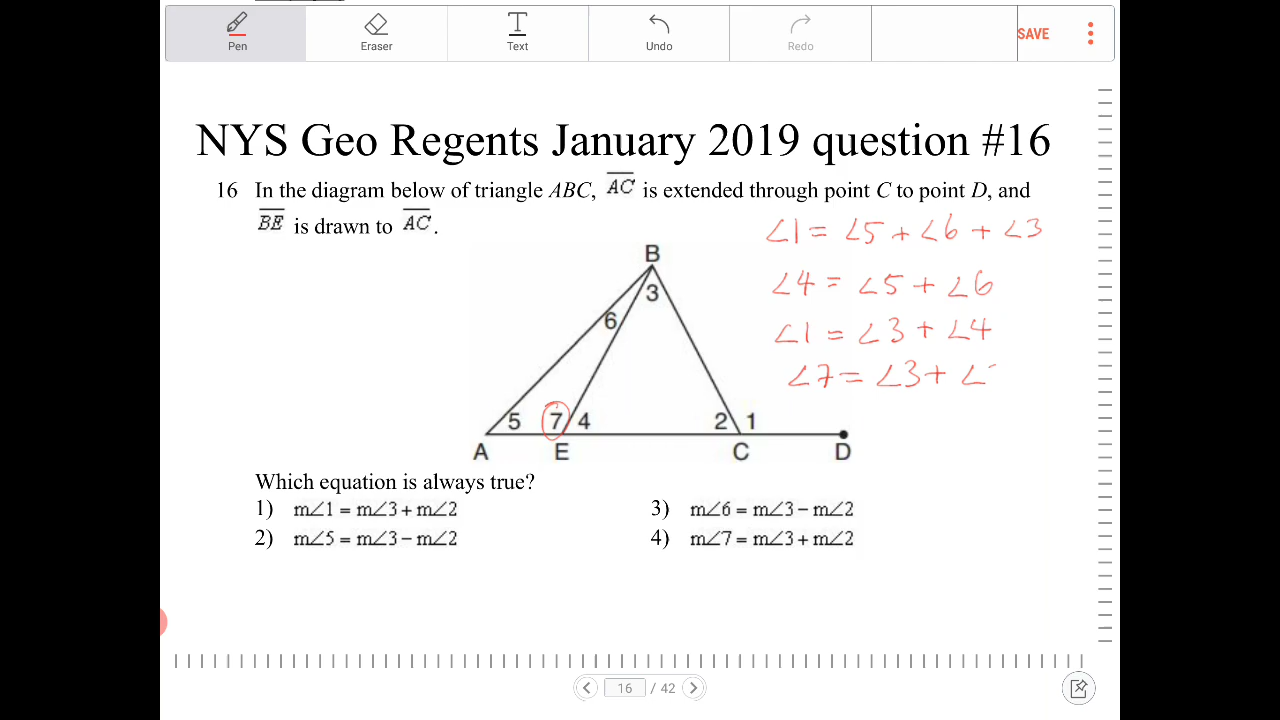 Pen Eraser Text Undo Redo SAVE
NYS Geo Regents January 2019 question #16
16 In the diagram below of triangle ABC, A̅C̅ is extended through point C to point D, and
B̅E̅ is drawn to A̅C̅.
∠1 = ∠5 + ∠6 + ∠3
∠4 = ∠5 + ∠6
∠1 = ∠3 + ∠4
∠7 = ∠3 + ∠
B
3
6
5 7 4 2 1
A E C D
Which equation is always true?
1) m∠1 = m∠3 + m∠2 3) m∠6 = m∠3 − m∠2
2) m∠5 = m∠3 − m∠2 4) m∠7 = m∠3 + m∠2
16 / 42